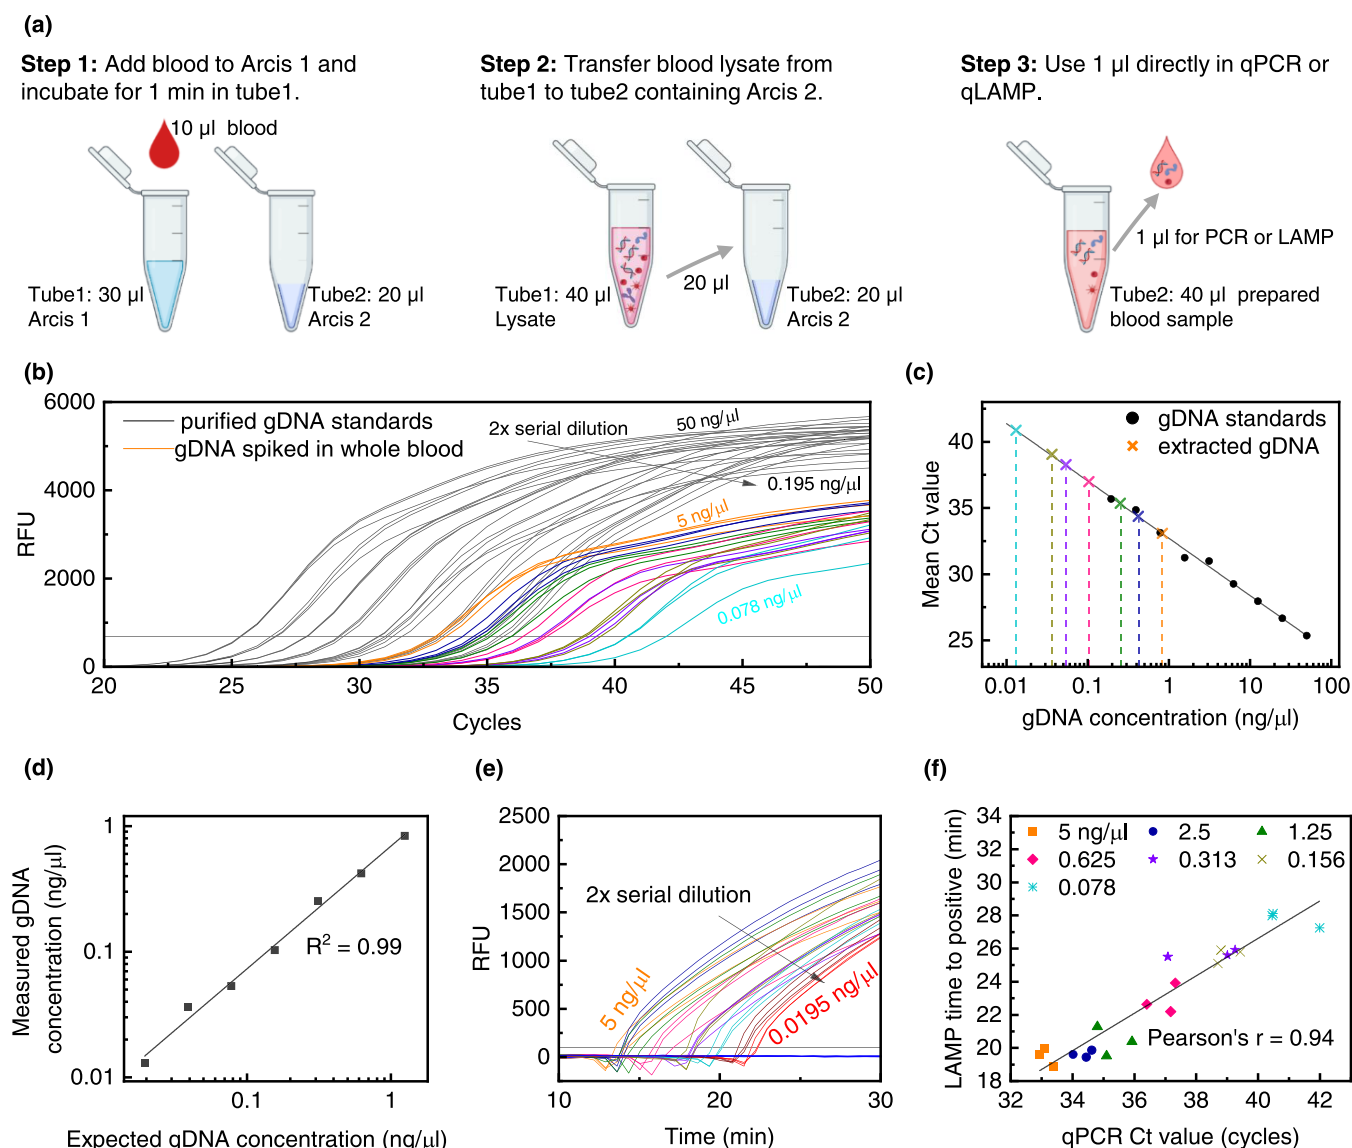 (a)
Step 1: Add blood to Arcis 1 and
incubate for 1 min in tube1.
10 µl blood
Tube1: 30 µl
Arcis 1
Tube2: 20 µl
Arcis 2
Step 2: Transfer blood lysate from
tube1 to tube2 containing Arcis 2.
Tube1: 40 µl
Lysate
20 µl
Tube2: 20 µl
Arcis 2
Step 3: Use 1 µl directly in qPCR or
qLAMP.
1 µl for PCR or LAMP
Tube2: 40 µl prepared
blood sample
(b)
6000
4000
2000
0
RFU
purified gDNA standards
gDNA spiked in whole blood
2x serial dilution
50 ng/µl
0.195 ng/µl
5 ng/µl
0.078 ng/µl
20 25 30 35 40 45 50
Cycles
(c)
40
35
30
25
Mean Ct value
gDNA standards
extracted gDNA
0.01 0.1 1 10 100
gDNA concentration (ng/µl)
(d)
1
0.1
0.01
Measured gDNA
concentration (ng/µl)
R² = 0.99
0.1 1
Expected gDNA concentration (ng/µl)
(e)
2500
2000
1500
1000
500
0
RFU
2x serial dilution
5 ng/µl
0.0195 ng/µl
10 15 20 30
Time (min)
(f)
34
33
30
28
26
24
22
20
18
LAMP time to positive (min)
5 ng/µl 2.5 1.25
0.625 0.313 0.156
0.078
Pearson's r = 0.94
32 34 36 38 40 42
qPCR Ct value (cycles)